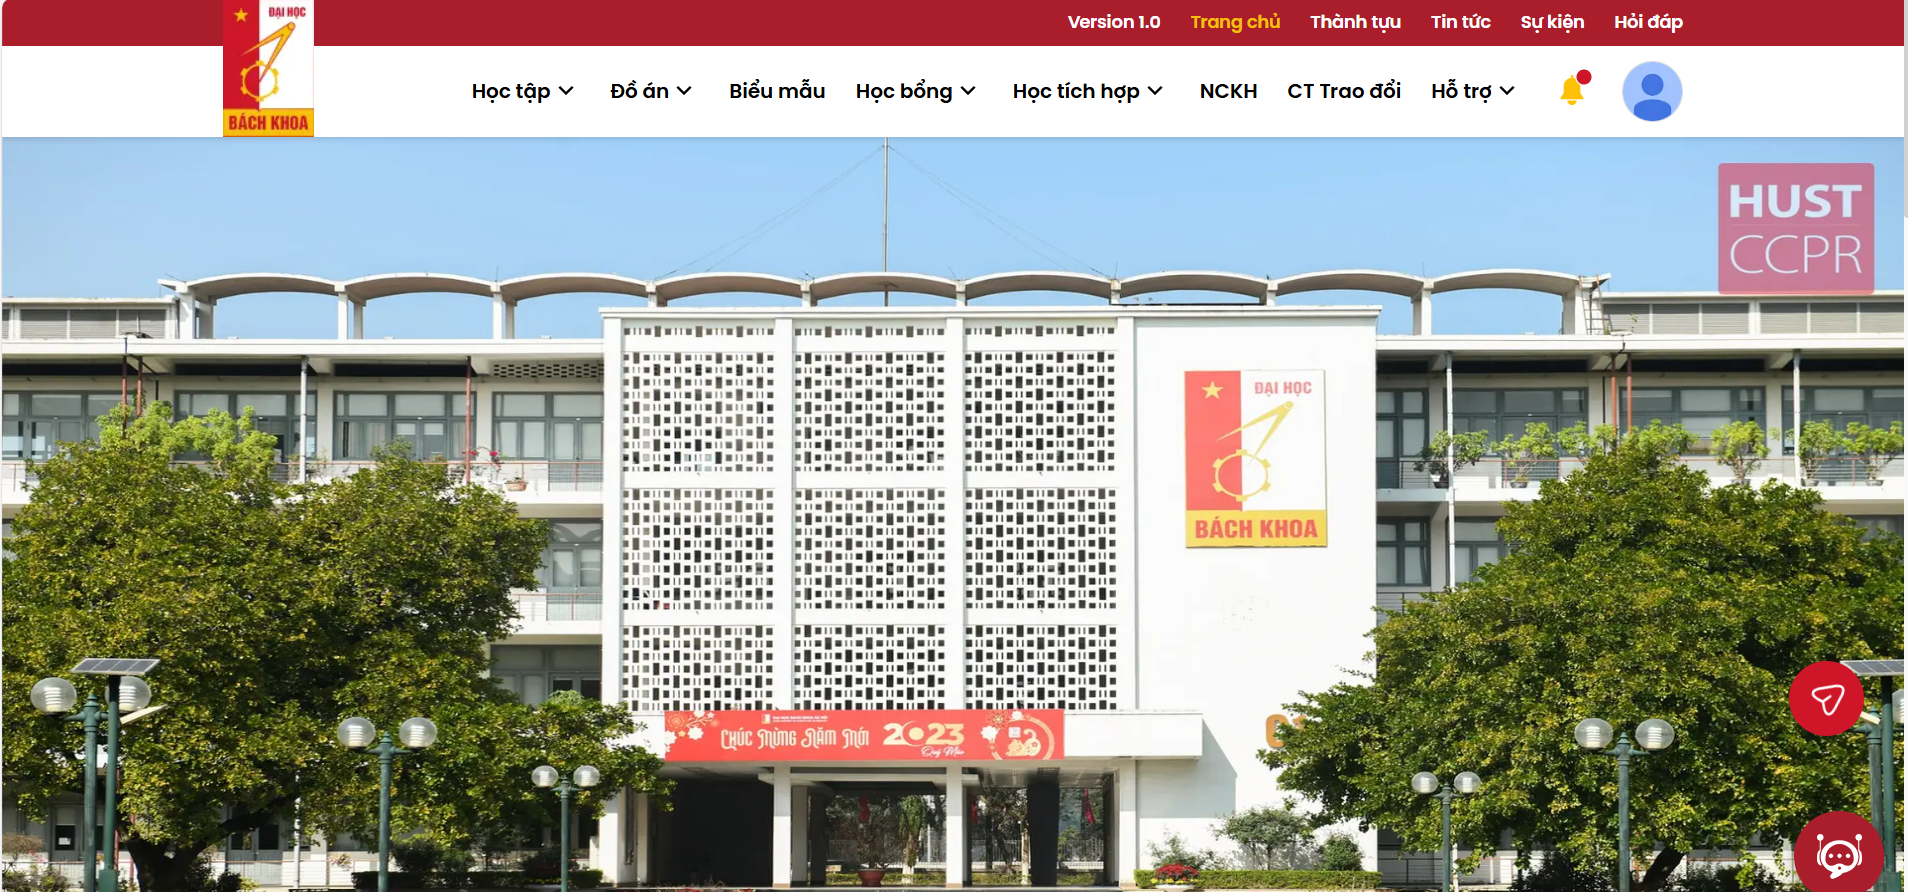 ĐẠI HỌC
BÁCH KHOA
Version 1.0 Trang chủ Thành tựu Tin tức Sự kiện Hỏi đáp
Học tập Đồ án Biểu mẫu Học bổng Học tích hợp NCKH CT Trao đổi Hỗ trợ
HUST
CCPR
ĐẠI HỌC
BÁCH KHOA
Chúc Mừng Năm Mới 2023
Quý Mão